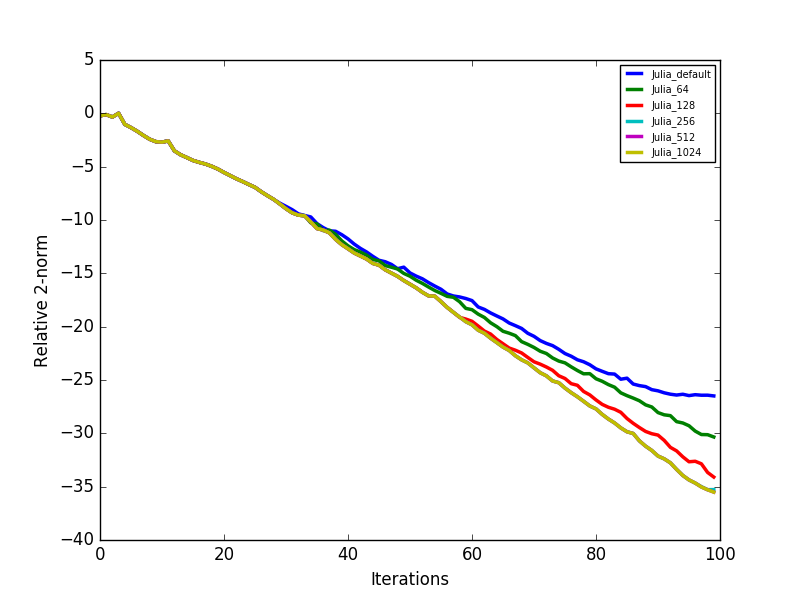 5
0
−5
−10
−15
−20
−25
−30
−35
−40
Relative 2-norm
0 20 40 60 80 100
Iterations
Julia_default
Julia_64
Julia_128
Julia_256
Julia_512
Julia_1024